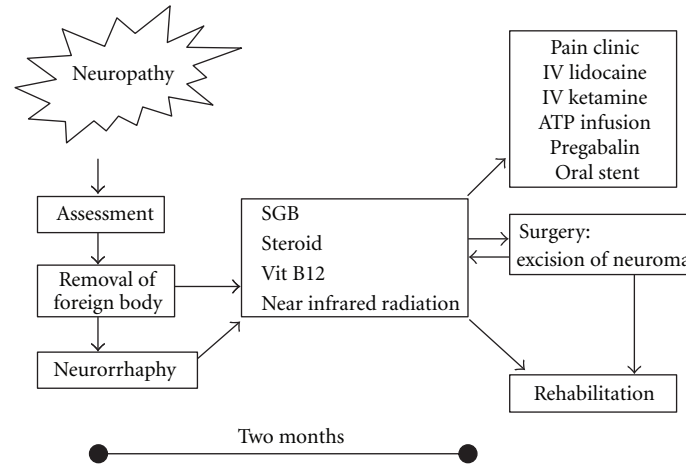 Neuropathy
Assessment
Removal of
foreign body
Neurorrhaphy
SGB
Steroid
Vit B12
Near infrared radiation
Pain clinic
IV lidocaine
IV ketamine
ATP infusion
Pregabalin
Oral stent
Surgery:
excision of neuroma
Rehabilitation
Two months